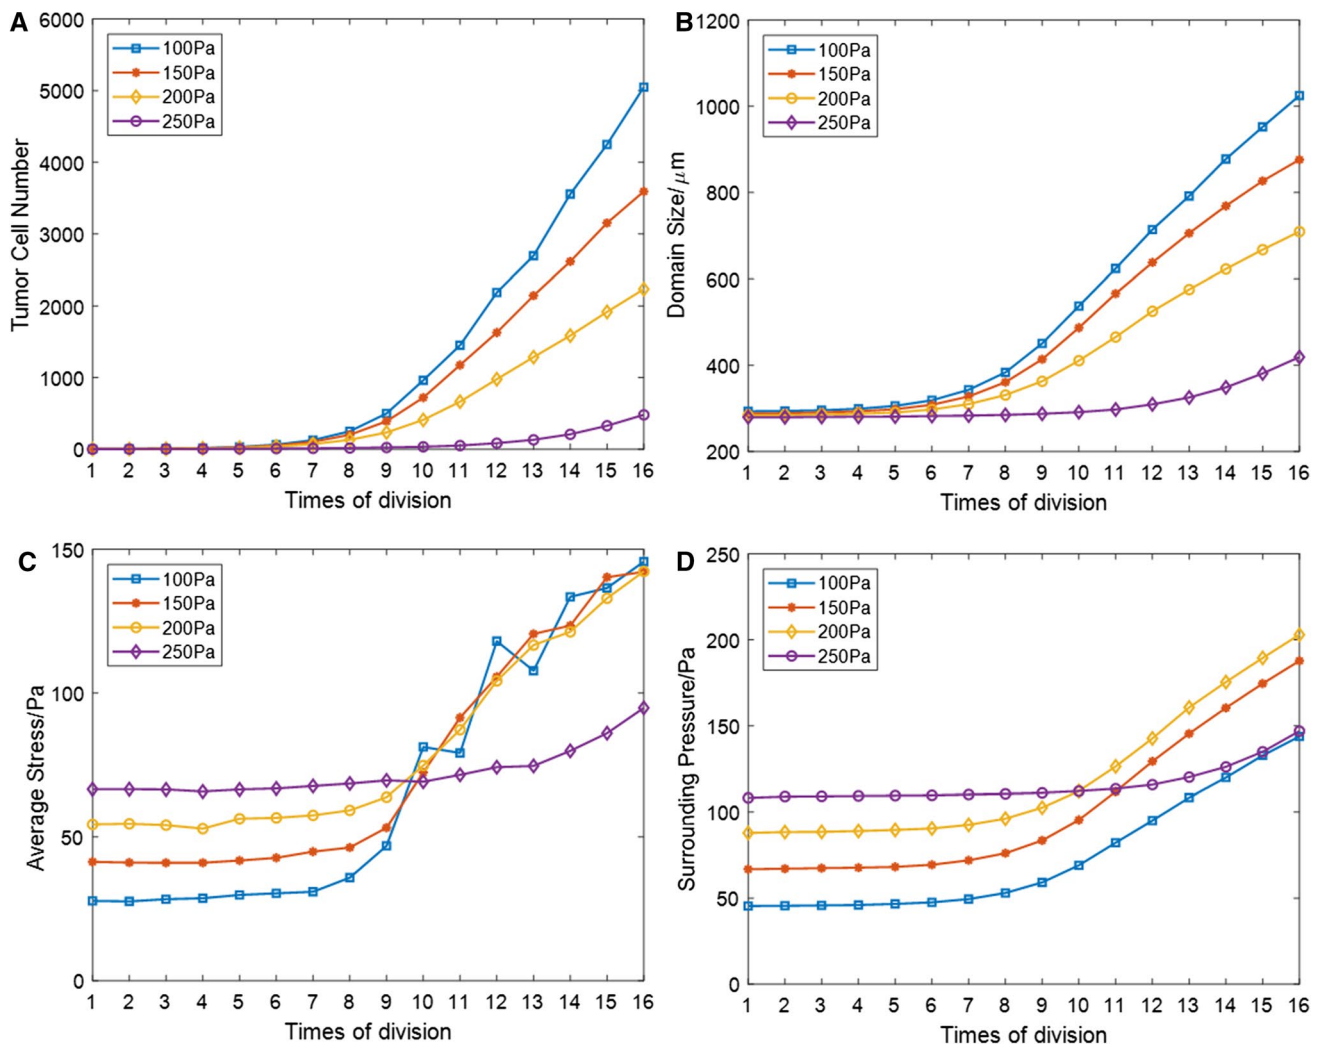 A
6000
5000
4000
3000
2000
1000
0
Tumor Cell Number
100Pa
150Pa
200Pa
250Pa
1 2 3 4 5 6 7 8 9 10 11 12 13 14 15 16
Times of division
B
1200
1000
800
600
400
200
Domain Size/μm
100Pa
150Pa
200Pa
250Pa
1 2 3 4 5 6 7 8 9 10 11 12 13 14 15 16
Times of division
C
150
100
50
0
Average Stress/Pa
100Pa
150Pa
200Pa
250Pa
1 2 3 4 5 6 7 8 9 10 11 12 13 14 15 16
Times of division
D
250
200
150
100
50
0
Surrounding Pressure/Pa
100Pa
150Pa
200Pa
250Pa
1 2 3 4 5 6 7 8 9 10 11 12 13 14 15 16
Times of division